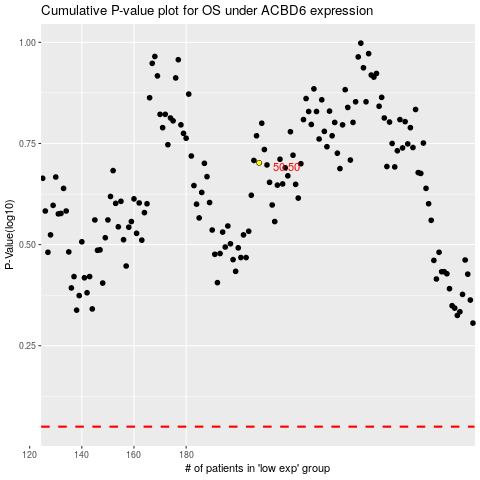 Cumulative P-value plot for OS under ACBD6 expression
P-Value(log10)
1.00
0.75
0.50
0.25
50:50
120 140 160 180
# of patients in 'low exp' group